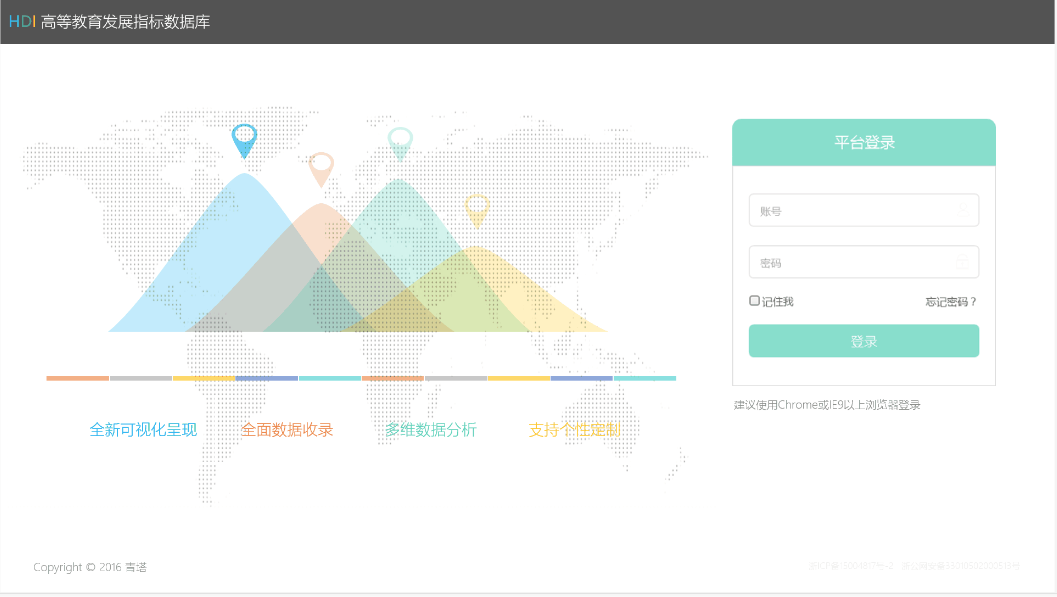 HDI 高等教育发展指标数据库
平台登录
账号
密码
记住我 忘记密码？
登录
建议使用Chrome或IE9以上浏览器登录
全新可视化呈现 全面数据收录 多维数据分析 支持个性定制
Copyright © 2016 青塔